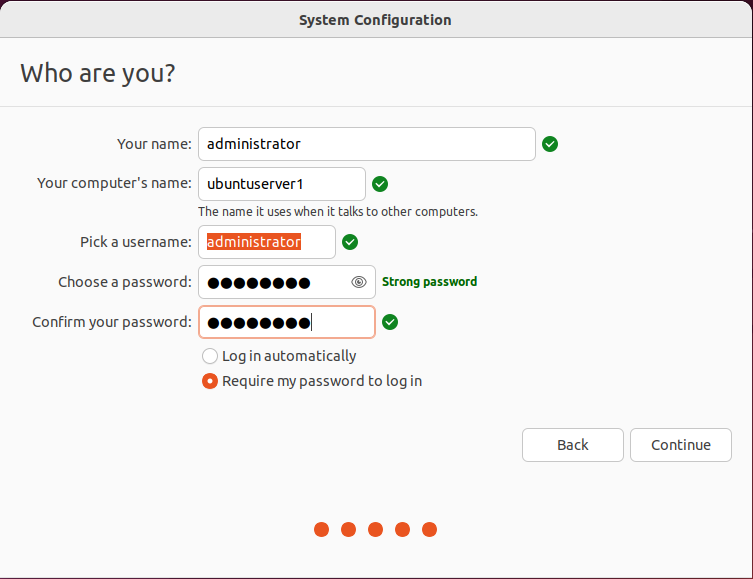 System Configuration
Who are you?
Your name: administrator
Your computer's name: ubuntuserver1
The name it uses when it talks to other computers.
Pick a username: administrator
Choose a password: ●●●●●●●● Strong password
Confirm your password: ●●●●●●●●
Log in automatically
Require my password to log in
Back Continue